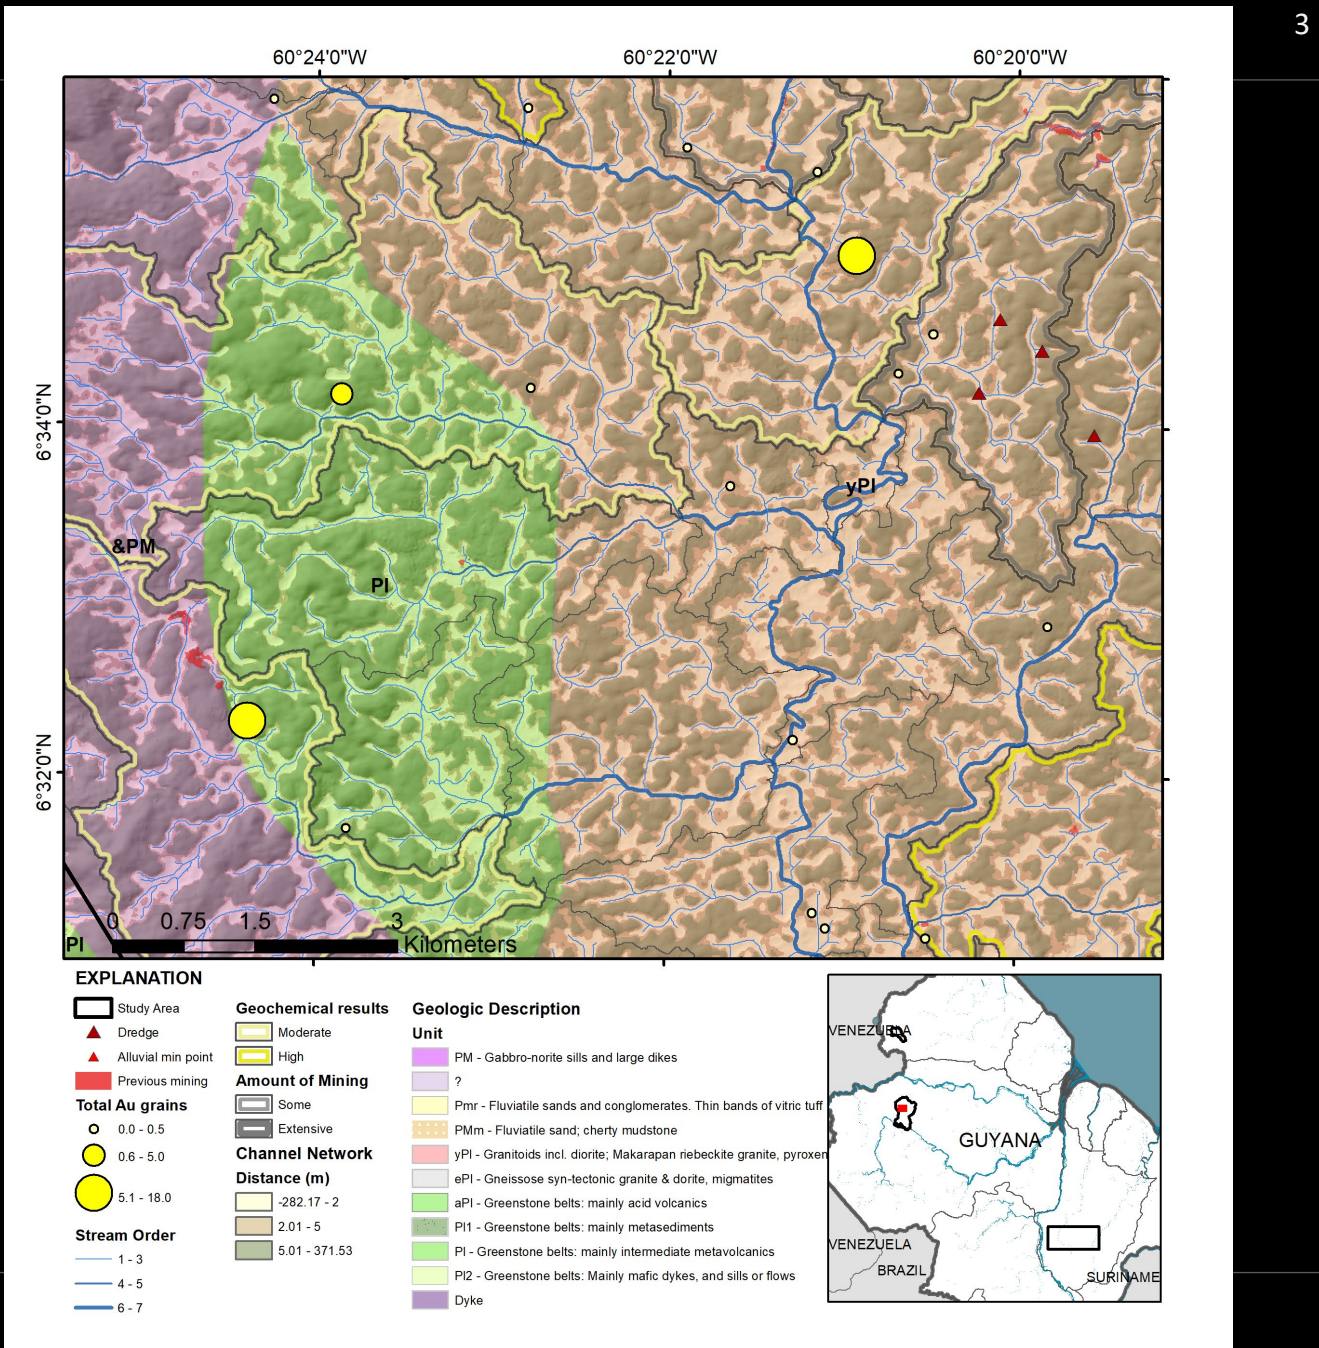 3
60°24'0"W
60°22'0"W
60°20'0"W
6°34'0"N
yPI
&PM
PI
6°32'0"N
0 0.75 1.5 3
Kilometers
PI
EXPLANATION
Study Area
Dredge
Alluvial min point
Previous mining
Total Au grains
0.0 - 0.5
0.6 - 5.0
5.1 - 18.0
Stream Order
1 - 3
4 - 5
6 - 7
Geochemical results
Moderate
High
Amount of Mining
Some
Extensive
Channel Network
Distance (m)
-282.17 - 2
2.01 - 5
5.01 - 371.53
Geologic Description
Unit
PM - Gabbro-norite sills and large dikes
?
Pmr - Fluviatile sands and conglomerates. Thin bands of vitric tuff
PMm - Fluviatile sand; cherty mudstone
yPI - Granitoids incl. diorite; Makarapan riebeckite granite, pyroxen
ePI - Gneissose syn-tectonic granite & dorite, migmatites
aPI - Greenstone belts: mainly acid volcanics
PI1 - Greenstone belts: mainly metasediments
PI - Greenstone belts: mainly intermediate metavolcanics
PI2 - Greenstone belts: Mainly mafic dykes, and sills or flows
Dyke
VENEZUELA
GUYANA
VENEZUELA
BRAZIL
SURINAME